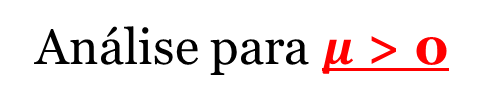 Análise para μ > 0